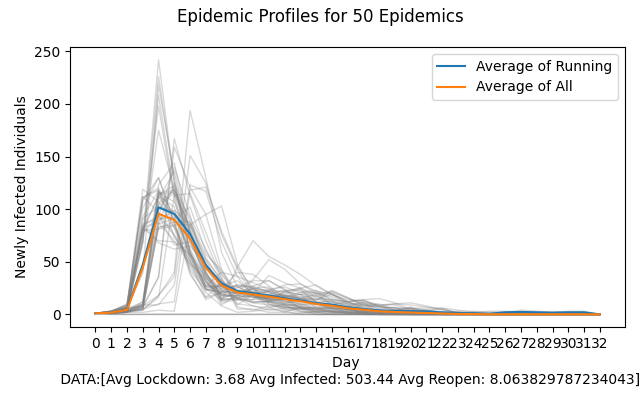 Epidemic Profiles for 50 Epidemics
Average of Running
Average of All
Newly Infected Individuals
250
200
150
100
50
0
0 1 2 3 4 5 6 7 8 9 10 11 12 13 14 15 16 17 18 19 20 21 22 23 24 25 26 27 28 29 30 31 32
Day
DATA:[Avg Lockdown: 3.68 Avg Infected: 503.44 Avg Reopen: 8.063829787234043]